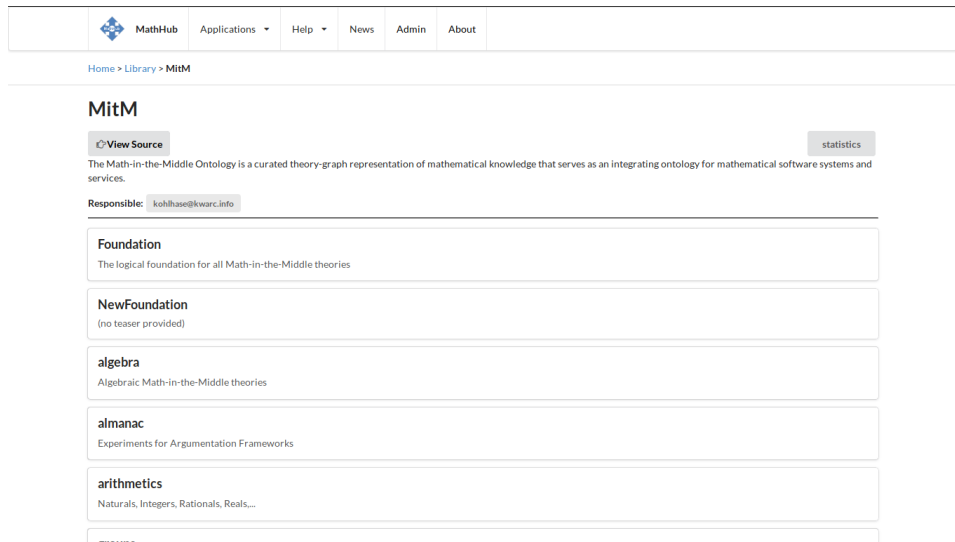 MathHub Applications Help News Admin About
Home > Library > MitM
MitM
View Source
statistics
The Math-in-the-Middle Ontology is a curated theory-graph representation of mathematical knowledge that serves as an integrating ontology for mathematical software systems and
services.
Responsible: kohlhase@kwarc.info
Foundation
The logical foundation for all Math-in-the-Middle theories
NewFoundation
(no teaser provided)
algebra
Algebraic Math-in-the-Middle theories
almanac
Experiments for Argumentation Frameworks
arithmetics
Naturals, Integers, Rationals, Reals,...